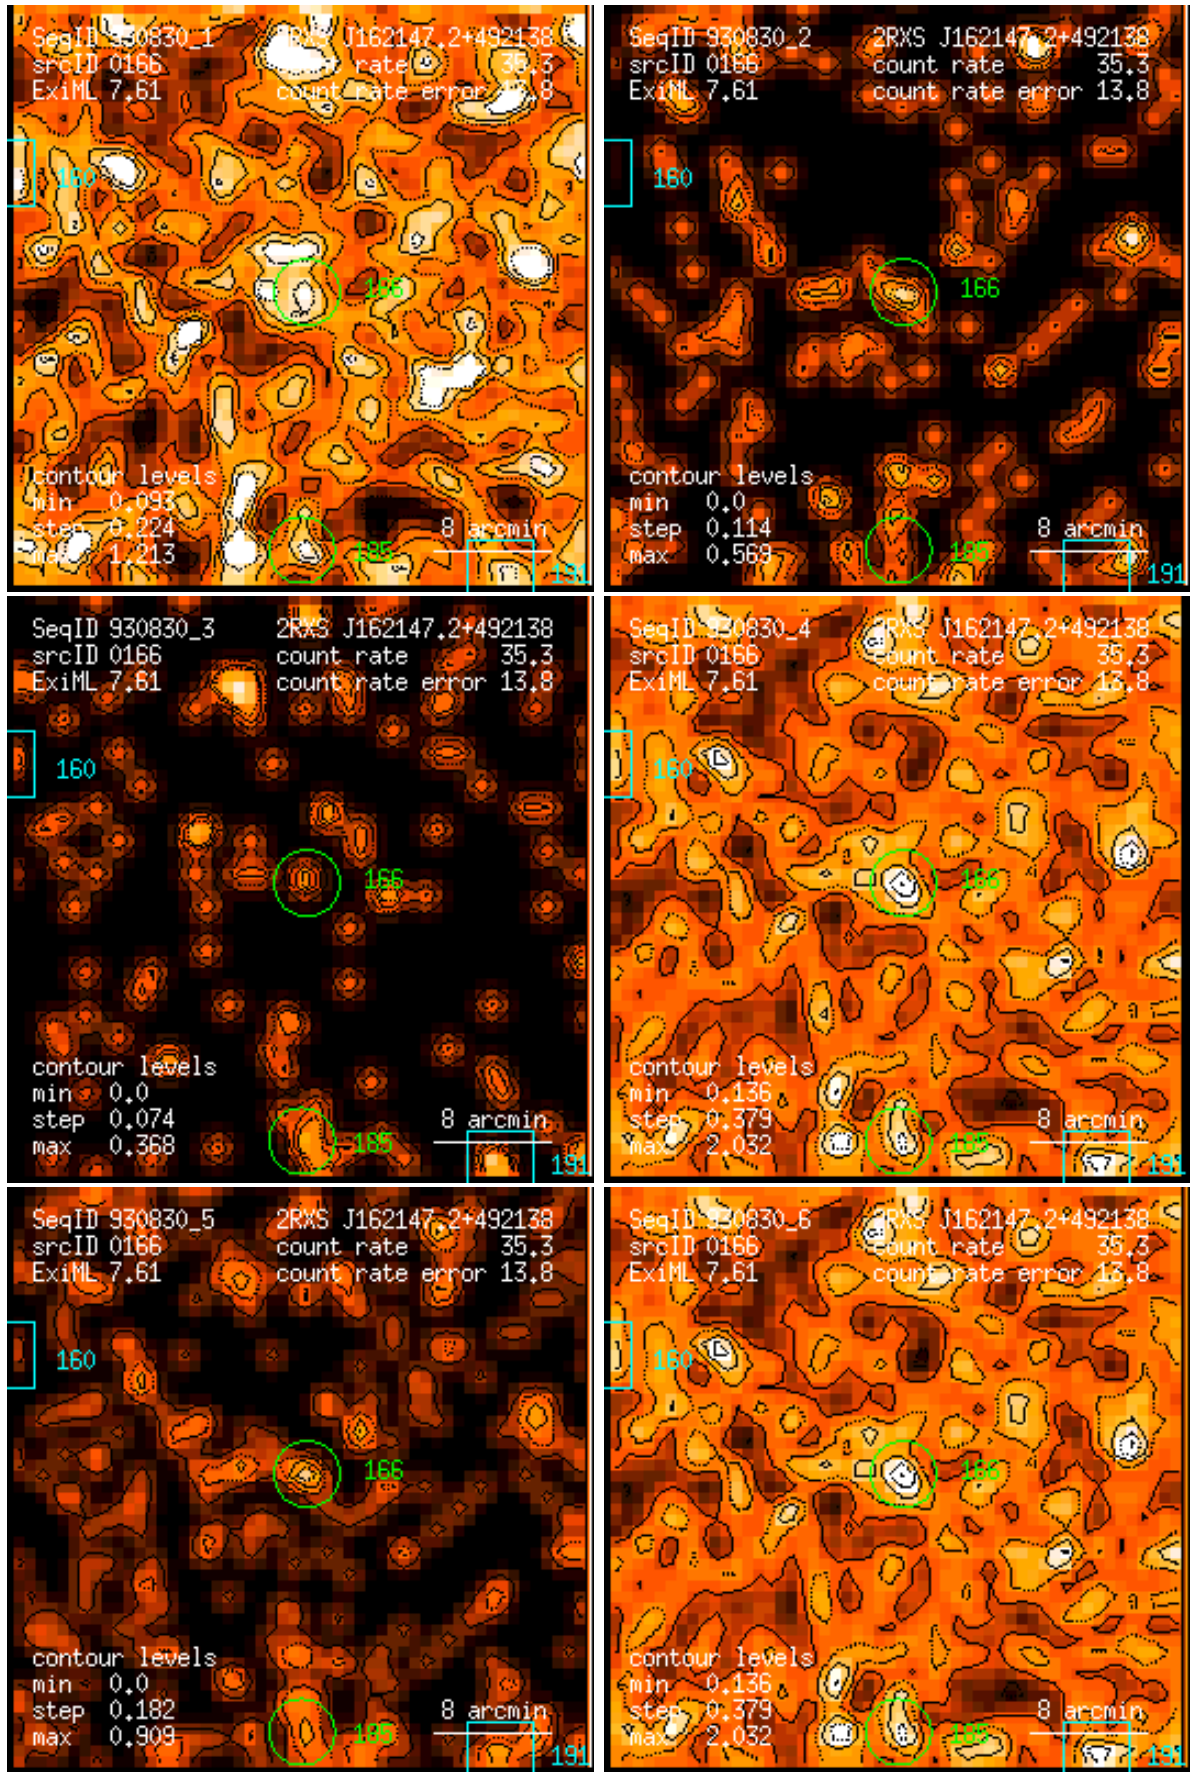 SeqID 930830_1 2RXS J162147.2+492138
srcID 0166 count rate 35.3
ExiML 7.61 count rate error 13.8
160
166
contour levels
min 0.093
step 0.224 8 arcmin
max 1.213 185
191
SeqID 930830_2 2RXS J162147.2+492138
srcID 0166 count rate 35.3
ExiML 7.61 count rate error 13.8
160
166
contour levels
min 0.0
step 0.114 8 arcmin
max 0.569 185
191
SeqID 930830_3 2RXS J162147.2+492138
srcID 0166 count rate 35.3
ExiML 7.61 count rate error 13.8
160
166
contour levels
min 0.0
step 0.074 8 arcmin
max 0.368 185
191
SeqID 930830_4 2RXS J162147.2+492138
srcID 0166 count rate 35.3
ExiML 7.61 count rate error 13.8
160
166
contour levels
min 0.136
step 0.379 8 arcmin
max 2.032 185
191
SeqID 930830_5 2RXS J162147.2+492138
srcID 0166 count rate 35.3
ExiML 7.61 count rate error 13.8
160
166
contour levels
min 0.0
step 0.182 8 arcmin
max 0.909 185
191
SeqID 930830_6 2RXS J162147.2+492138
srcID 0166 count rate 35.3
ExiML 7.61 count rate error 13.8
160
166
contour levels
min 0.136
step 0.379 8 arcmin
max 2.032 185
191